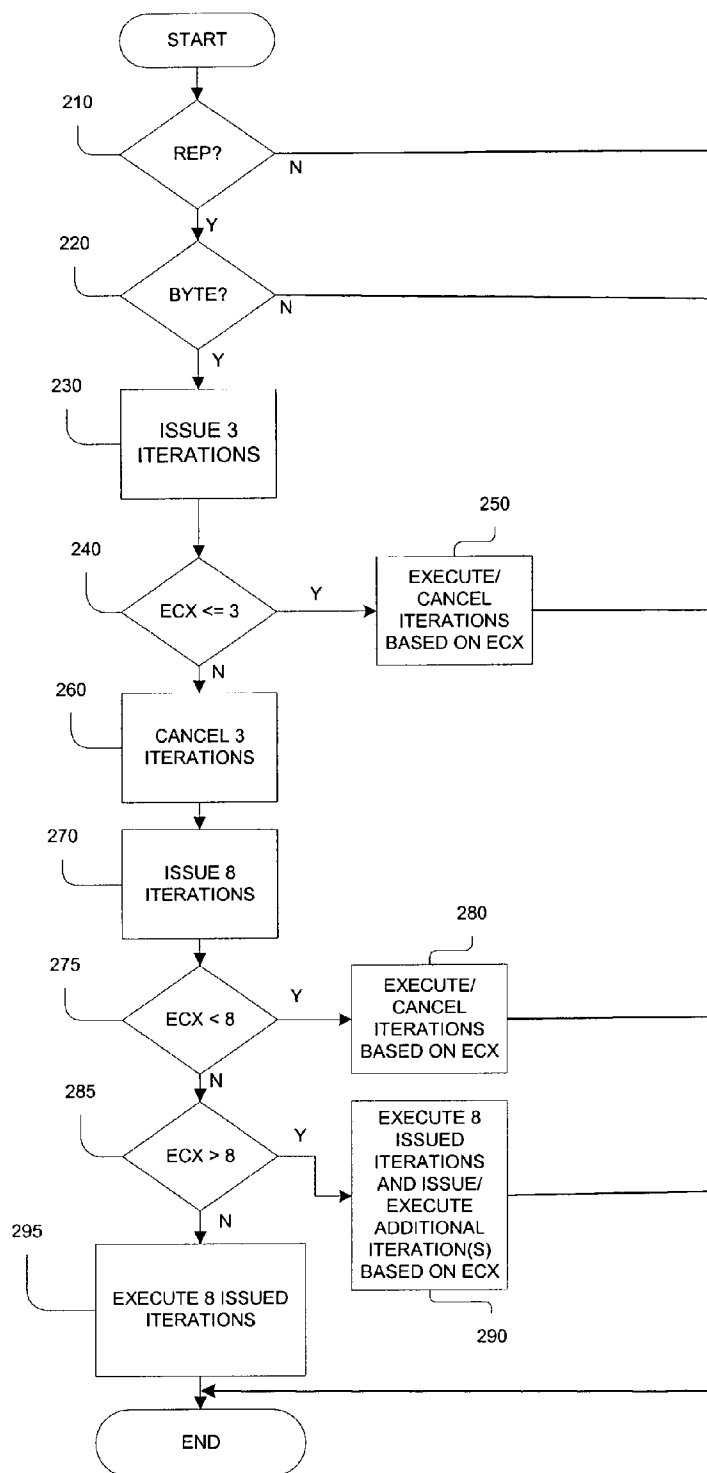 START
210
REP?
N
Y
220
BYTE?
N
Y
230
ISSUE 3
ITERATIONS
240
ECX <= 3
Y
N
250
EXECUTE/
CANCEL
ITERATIONS
BASED ON ECX
260
CANCEL 3
ITERATIONS
270
ISSUE 8
ITERATIONS
275
ECX < 8
Y
N
280
EXECUTE/
CANCEL
ITERATIONS
BASED ON ECX
285
ECX > 8
Y
N
EXECUTE 8
ISSUED
ITERATIONS
AND ISSUE/
EXECUTE
ADDITIONAL
ITERATION(S)
BASED ON ECX
290
295
EXECUTE 8 ISSUED
ITERATIONS
END